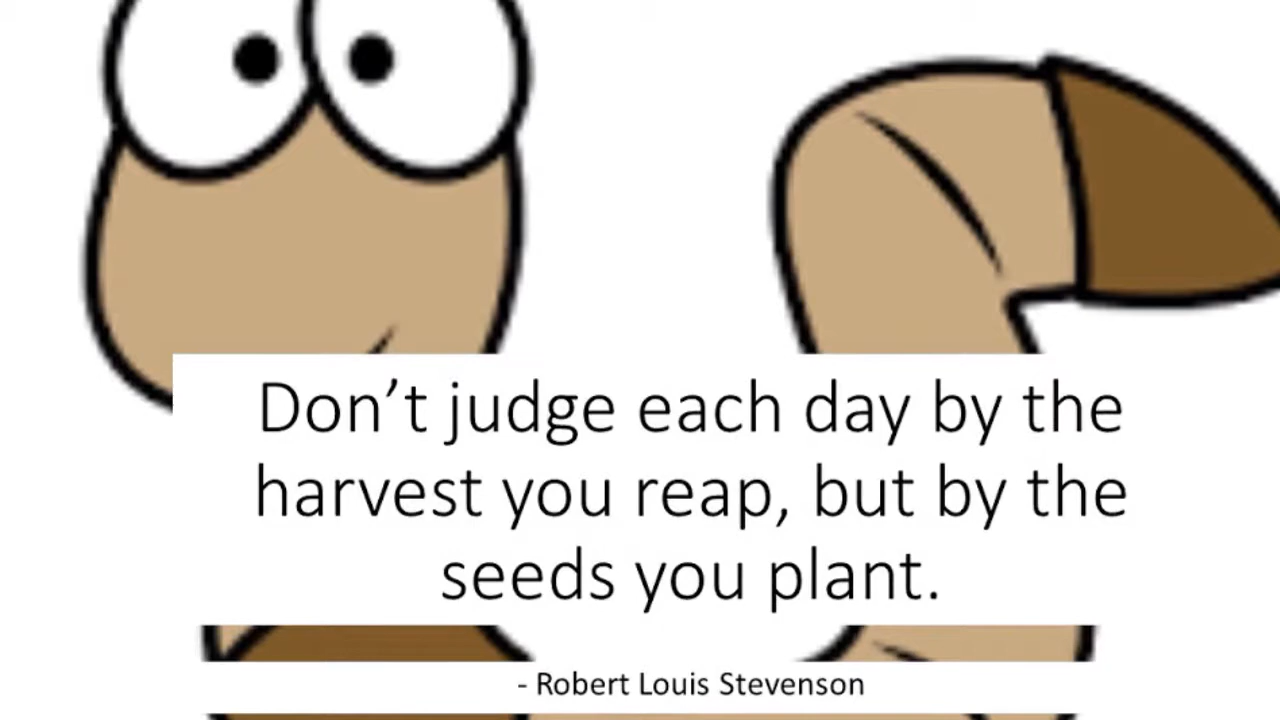 Don’t judge each day by the
harvest you reap, but by the
seeds you plant.
- Robert Louis Stevenson